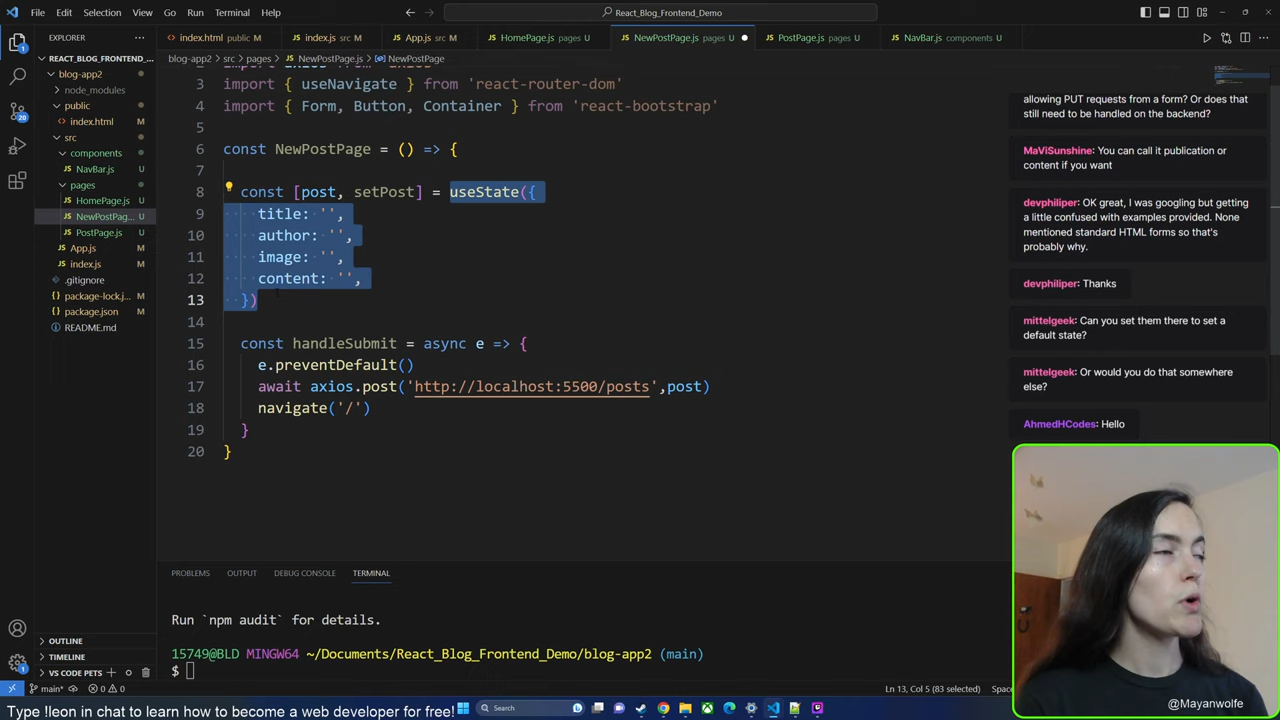 File Edit Selection View Go Run Terminal Help
React_Blog_Frontend_Demo
EXPLORER
index.html public M
index.js src M
App.js src M
HomePage.js pages U
NewPostPage.js pages U
PostPage.js pages U
NavBar.js components U
REACT_BLOG_FRONTEND_...
blog-app2
node_modules
public
index.html M
src
components
NavBar.js U
pages
HomePage.js U
NewPostPag... U
PostPage.js U
App.js M
index.js M
.gitignore
package-lock.j... M
package.json M
README.md
OUTLINE
TIMELINE
VS CODE PETS
blog-app2 > src > pages > NewPostPage.js > NewPostPage
3 import { useNavigate } from 'react-router-dom'
4 import { Form, Button, Container } from 'react-bootstrap'
5
6 const NewPostPage = () => {
7
8 const [post, setPost] = useState({
9 title: '',
10 author: '',
11 image: '',
12 content: '',
13 })
14
15 const handleSubmit = async e => {
16 e.preventDefault()
17 await axios.post('http://localhost:5500/posts',post)
18 navigate('/')
19 }
20 }
allowing PUT requests from a form? Or does that
still need to be handled on the backend?
MaViSunshine: You can call it publication or
content if you want
devphiliper: OK great, I was googling but getting
a little confused with examples provided. None
mentioned standard HTML forms so that's
probably why.
devphiliper: Thanks
mittelgeek: Can you set them there to set a
default state?
mittelgeek: Or would you do that somewhere
else?
AhmedHCodes: Hello
PROBLEMS OUTPUT DEBUG CONSOLE TERMINAL
Run `npm audit` for details.
15749@BLD MINGW64 ~/Documents/React_Blog_Frontend_Demo/blog-app2 (main)
$
@Mayanwolfe
main* 0 0
Ln 13, Col 5 (83 selected)
Type !leon in chat to learn how to become a web developer for free!
Search